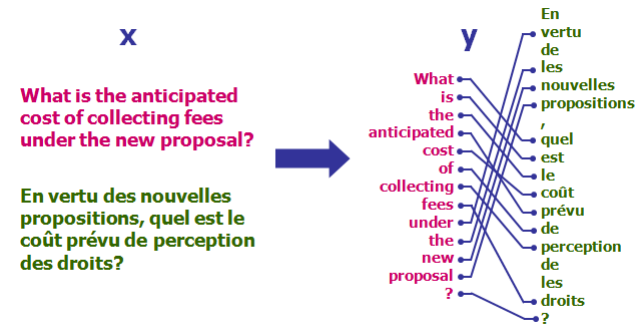 x
What is the anticipated
cost of collecting fees
under the new proposal?
En vertu des nouvelles
propositions, quel est le
coût prévu de perception
des droits?
y
What
is
the
anticipated
cost
of
collecting
fees
under
the
new
proposal
?
En
vertu
de
les
nouvelles
propositions
,
quel
est
le
coût
prévu
de
perception
de
les
droits
?